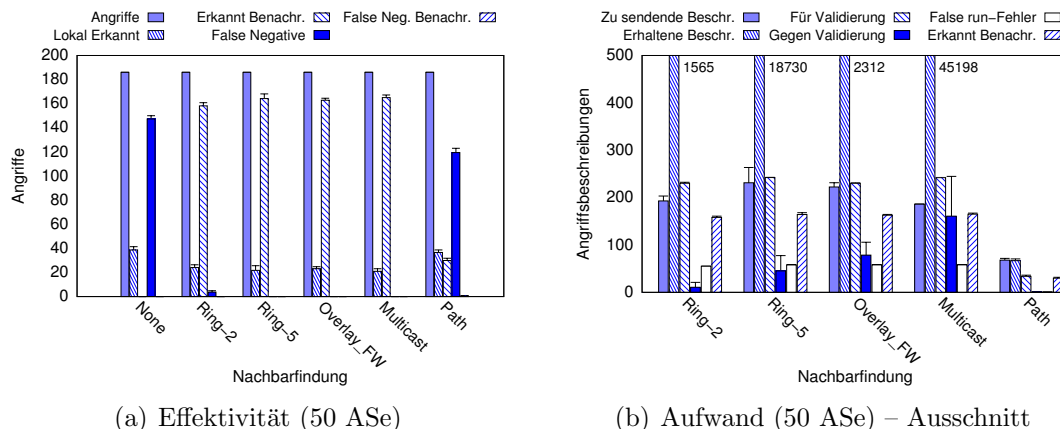 Angriffe Erkannt Benachr. False Neg. Benachr.
Lokal Erkannt False Negative
200
180
160
140
120
100
80
60
40
20
0
Angriffe
None Ring−2 Ring−5 Overlay_FW Multicast Path
Nachbarfindung
(a) Effektivität (50 ASe)
Zu sendende Beschr. Für Validierung False run−Fehler
Erhaltene Beschr. Gegen Validierung Erkannt Benachr.
500
400
300
200
100
0
Angriffsbeschreibungen
1565 18730 2312 45198
Ring−2 Ring−5 Overlay_FW Multicast Path
Nachbarfindung
(b) Aufwand (50 ASe) – Ausschnitt